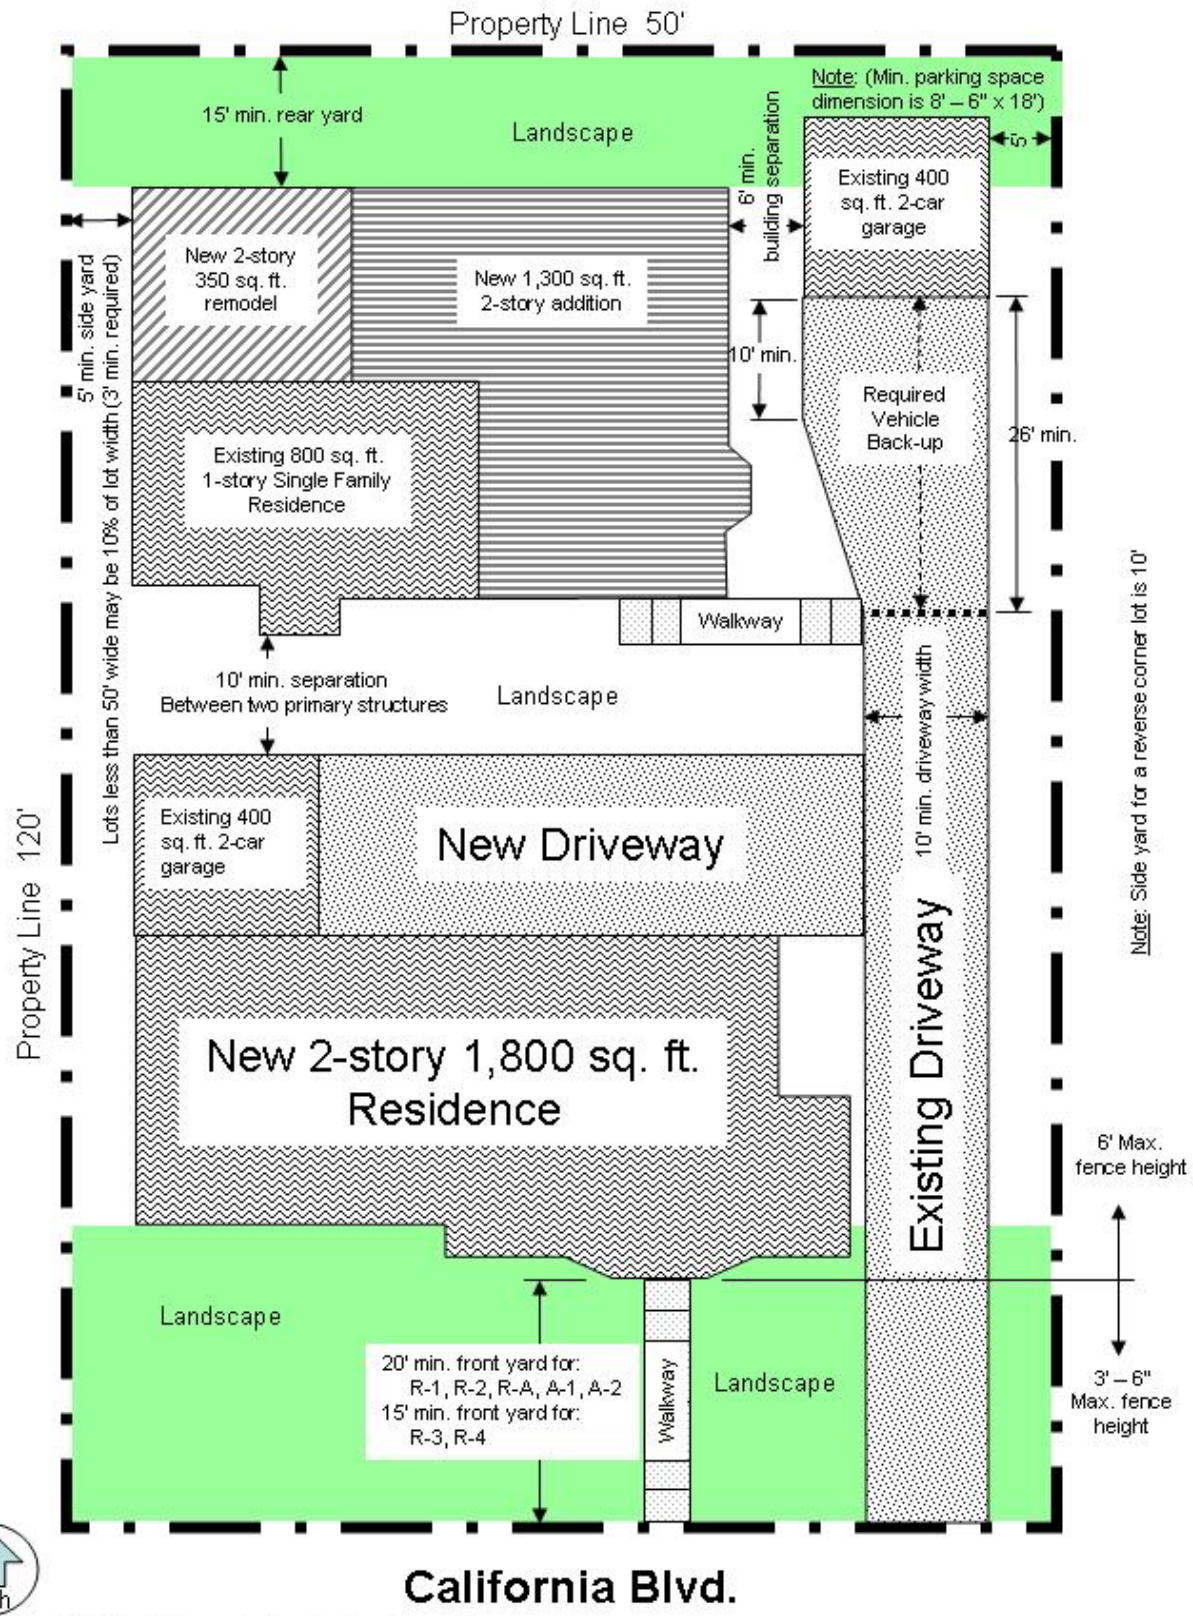 Property Line  50'
Note: (Min. parking space
dimension is 8' – 6" x 18')
15' min. rear yard
Landscape
6' min.
building separation
5'
Existing 400
sq. ft. 2-car
garage
5' min. side yard
Lots less than 50' wide may be 10% of lot width (3' min. required)
New 2-story
350 sq. ft.
remodel
New 1,300 sq. ft.
2-story addition
10' min.
Required
Vehicle
Back-up
26' min.
Existing 800 sq. ft.
1-story Single Family
Residence
Walkway
10' min. separation
Between two primary structures
Landscape
10' min. driveway width
Note: Side yard for a reverse corner lot is 10'
Property Line  120'
Existing 400
sq. ft. 2-car
garage
New Driveway
Existing Driveway
New 2-story 1,800 sq. ft.
Residence
6' Max.
fence height
Landscape
20' min. front yard for:
R-1, R-2, R-A, A-1, A-2
15' min. front yard for:
R-3, R-4
Walkway
Landscape
3' – 6"
Max. fence
height
California Blvd.